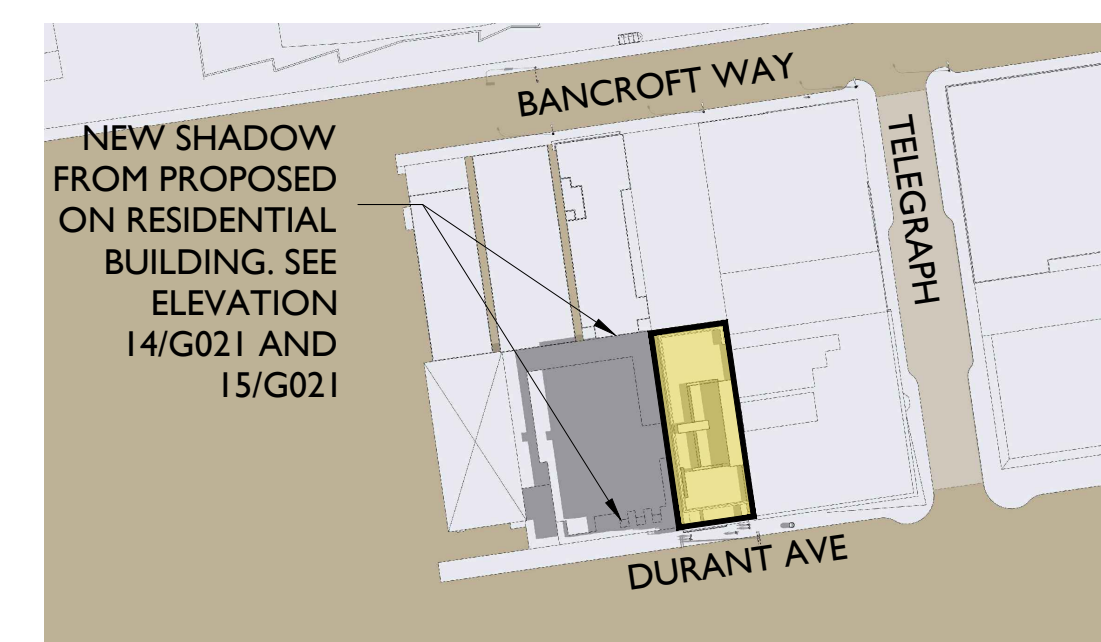 BANCROFT WAY
NEW SHADOW
FROM PROPOSED
ON RESIDENTIAL
BUILDING. SEE
ELEVATION
14/G021 AND
15/G021
TELEGRAPH
DURANT AVE